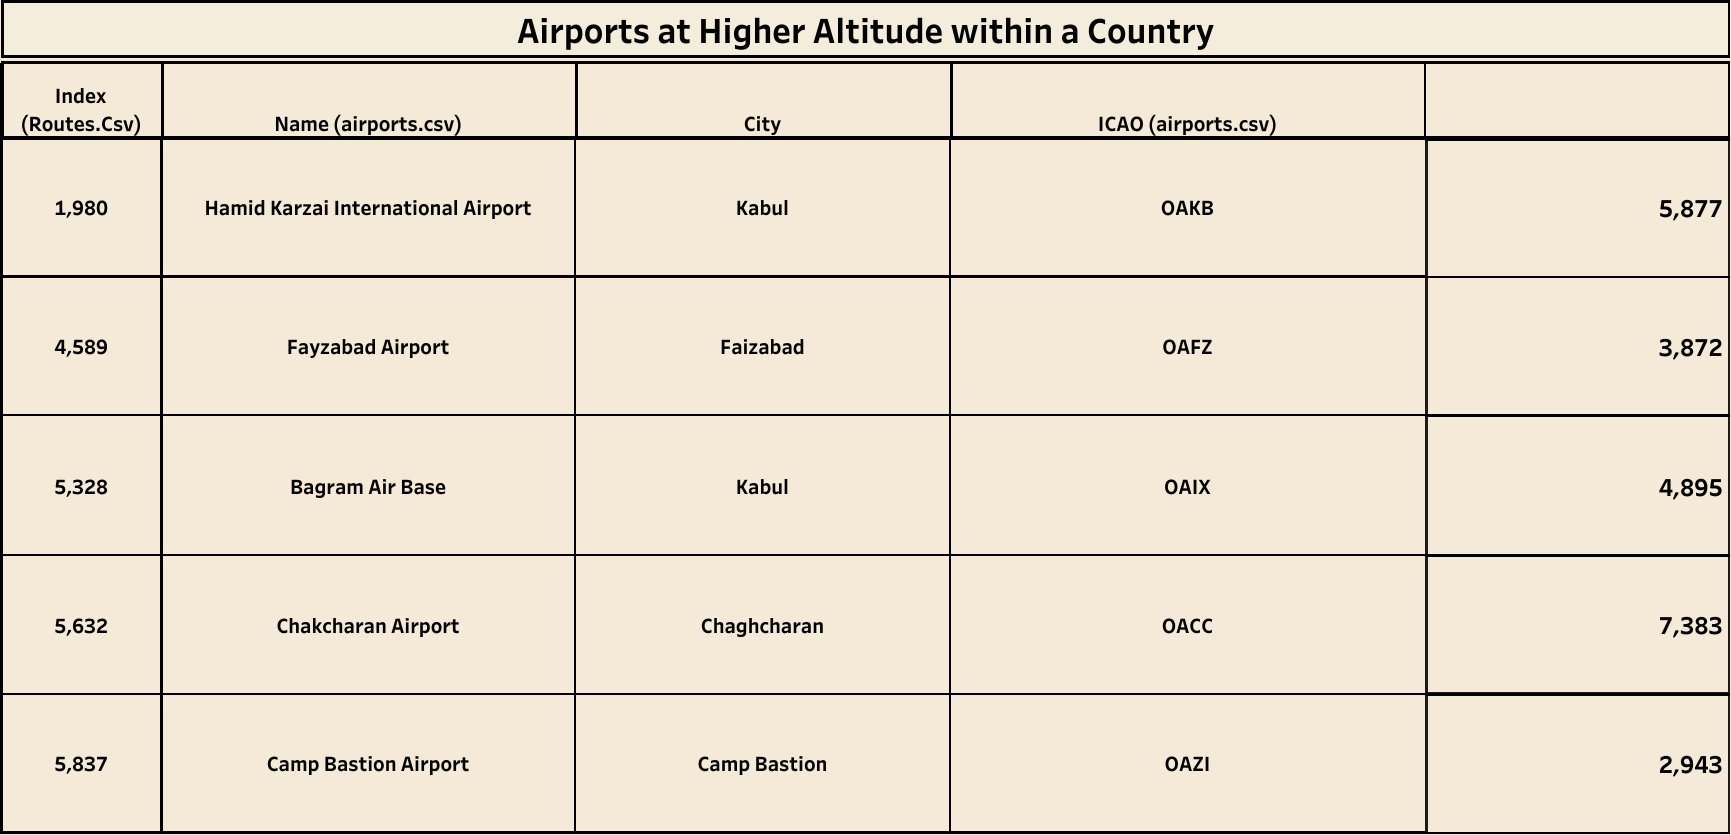 Airports at Higher Altitude within a Country
Index
(Routes.Csv) Name (airports.csv) City ICAO (airports.csv)
1,980 Hamid Karzai International Airport Kabul OAKB 5,877
4,589 Fayzabad Airport Faizabad OAFZ 3,872
5,328 Bagram Air Base Kabul OAIX 4,895
5,632 Chakcharan Airport Chaghcharan OACC 7,383
5,837 Camp Bastion Airport Camp Bastion OAZI 2,943